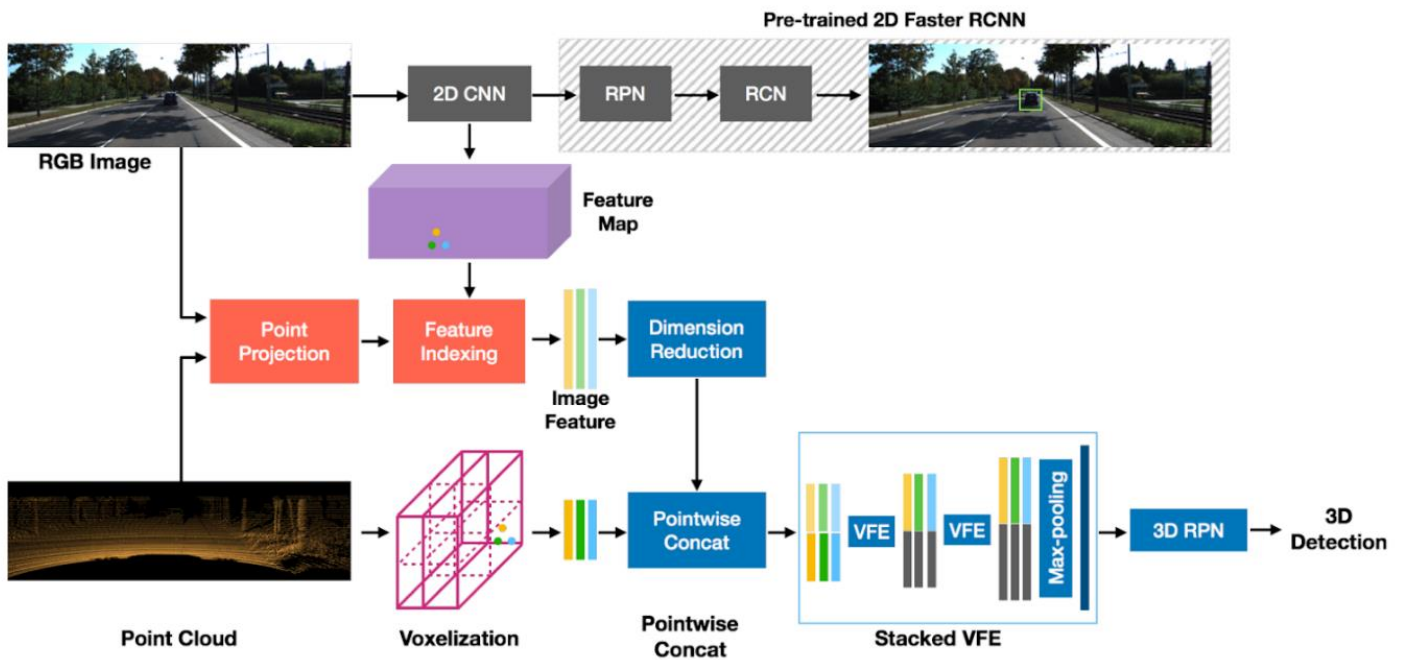 Pre-trained 2D Faster RCNN
2D CNN
RPN
RCN
RGB Image
Feature
Map
Point
Projection
Feature
Indexing
Dimension
Reduction
Image
Feature
Pointwise
Concat
VFE
VFE
Max-pooling
3D RPN
3D
Detection
Point Cloud
Voxelization
Pointwise
Concat
Stacked VFE